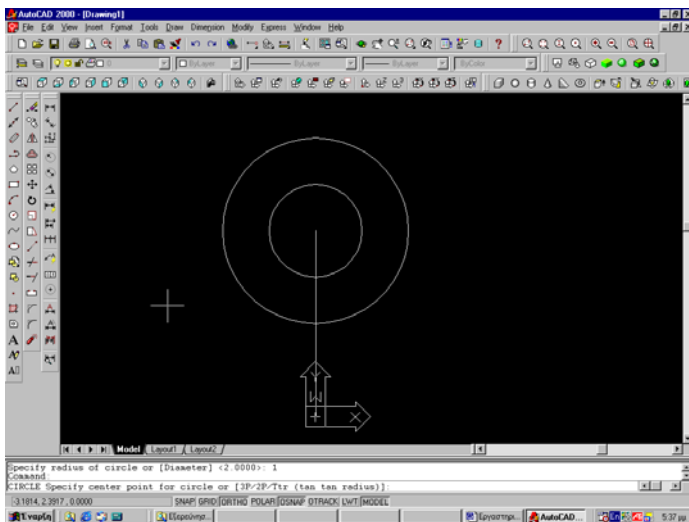 AutoCAD 2000 - [Drawing1]
File Edit View Insert Format Tools Draw Dimension Modify Express Window Help
ByLayer ByLayer ByLayer ByColor
Y
W
X
Model Layout1 Layout2
Specify radius of circle or [Diameter] <2.0000>: 1
Command:
CIRCLE Specify center point for circle or [3P/2P/Ttr (tan tan radius)]:
-3.1814, 2.3917 , 0.0000 SNAP GRID ORTHO POLAR OSNAP OTRACK LWT MODEL
Έναρξη Εξερεύνησ... Εργαστηρι... AutoCAD... 5:37 μμ